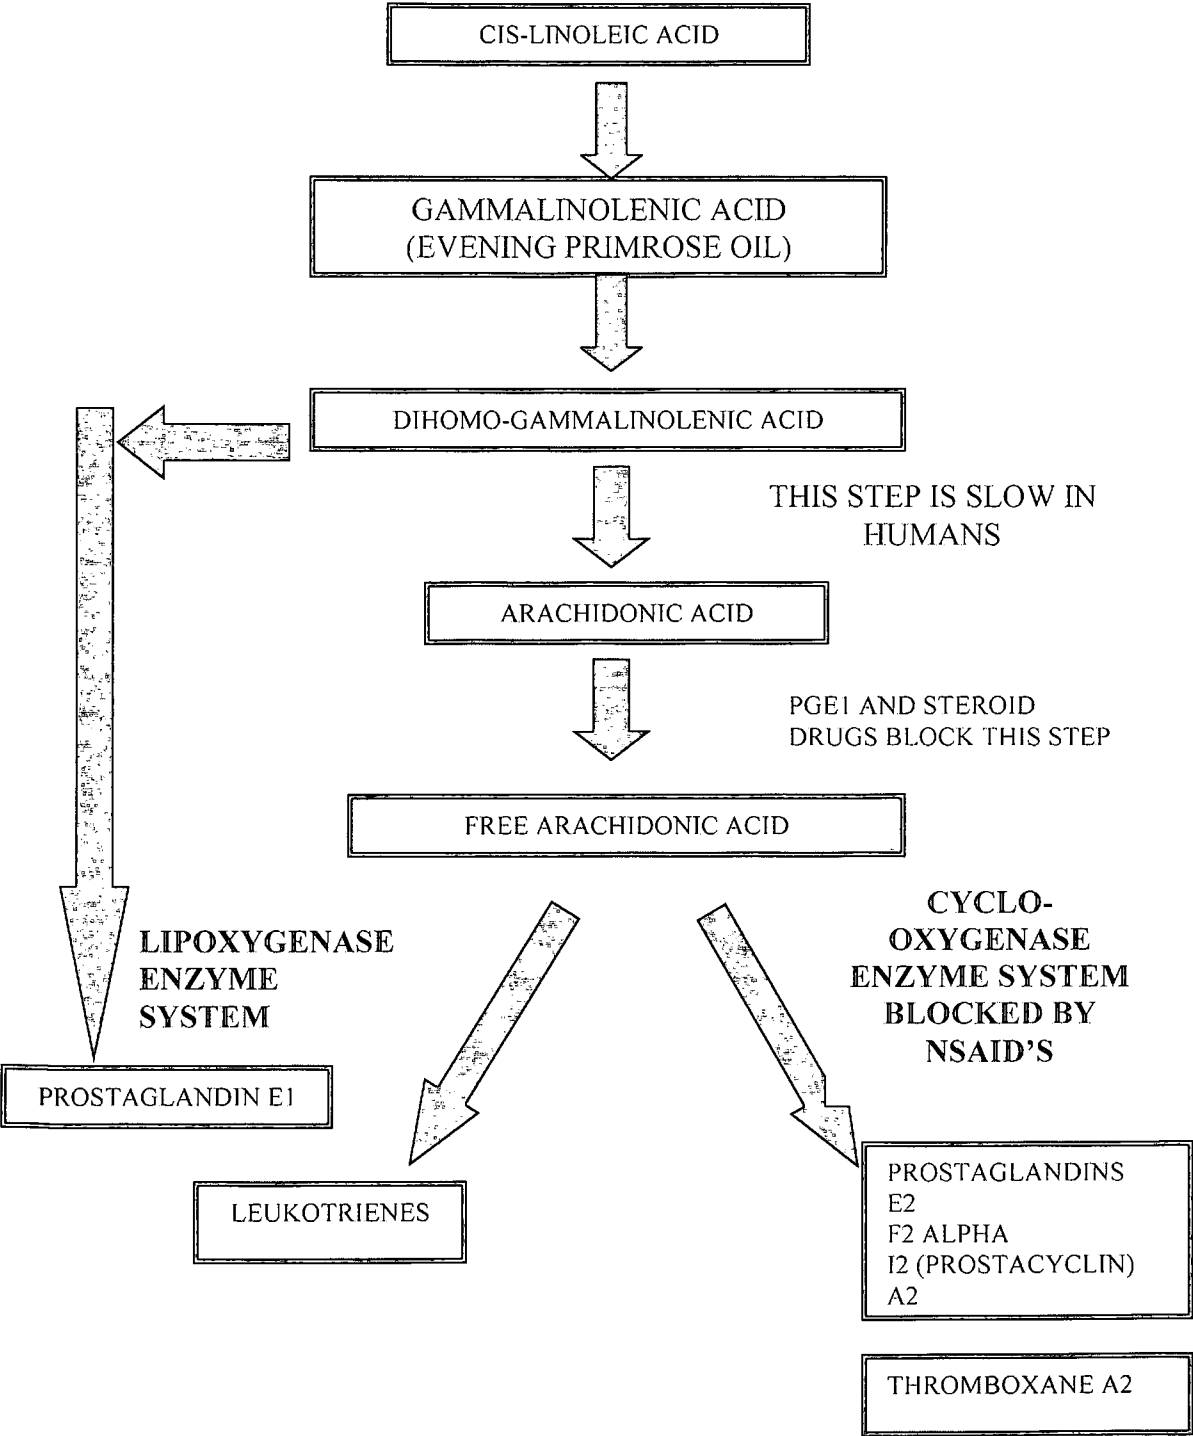 CIS-LINOLEIC ACID
GAMMALINOLENIC ACID
(EVENING PRIMROSE OIL)
DIHOMO-GAMMALINOLENIC ACID
THIS STEP IS SLOW IN
HUMANS
ARACHIDONIC ACID
PGE1 AND STEROID
DRUGS BLOCK THIS STEP
FREE ARACHIDONIC ACID
LIPOXYGENASE
ENZYME
SYSTEM
CYCLO-
OXYGENASE
ENZYME SYSTEM
BLOCKED BY
NSAID'S
PROSTAGLANDIN E1
LEUKOTRIENES
PROSTAGLANDINS
E2
F2 ALPHA
I2 (PROSTACYCLIN)
A2
THROMBOXANE A2